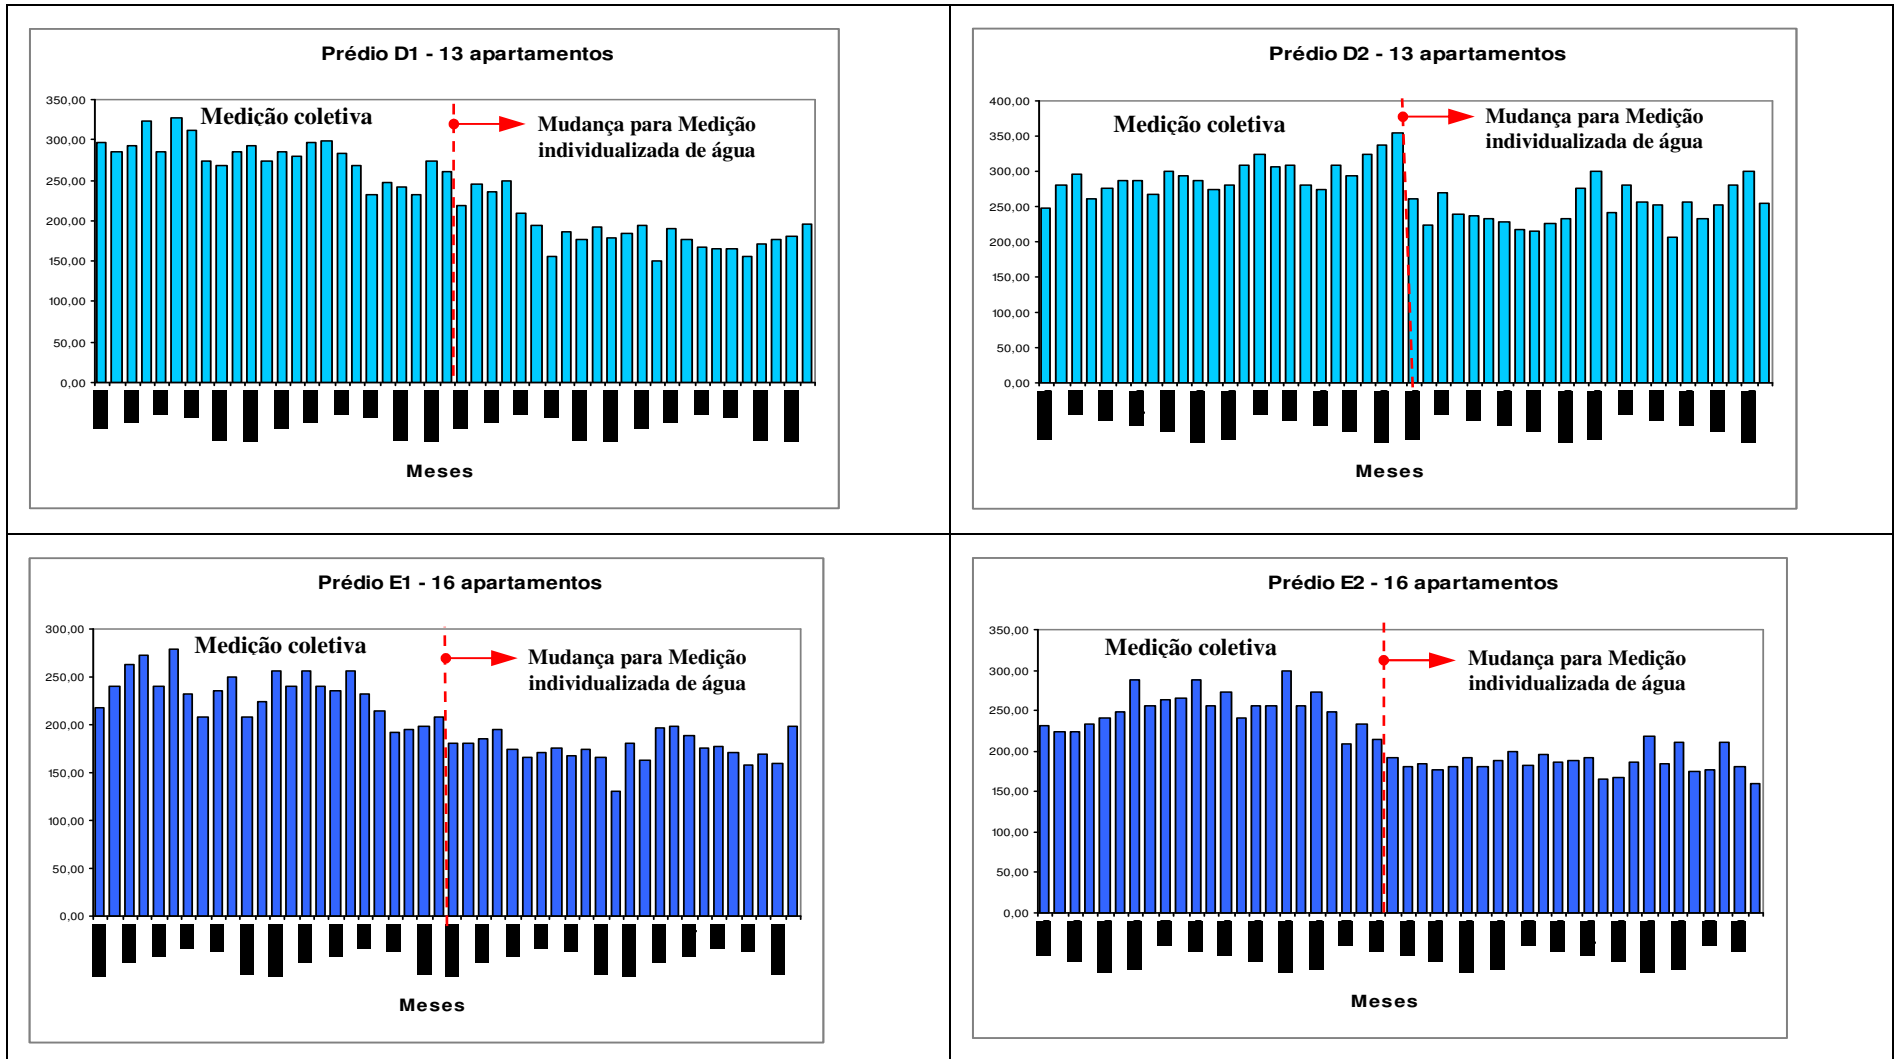 Prédio D1 - 13 apartamentos
350,00
300,00
250,00
200,00
150,00
100,00
50,00
0,00
Medição coletiva
Mudança para Medição
individualizada de água
Meses
Prédio D2 - 13 apartamentos
400,00
350,00
300,00
250,00
200,00
150,00
100,00
50,00
0,00
Medição coletiva
Mudança para Medição
individualizada de água
Meses
Prédio E1 - 16 apartamentos
300,00
250,00
200,00
150,00
100,00
50,00
0,00
Medição coletiva
Mudança para Medição
individualizada de água
Meses
Prédio E2 - 16 apartamentos
350,00
300,00
250,00
200,00
150,00
100,00
50,00
0,00
Medição coletiva
Mudança para Medição
individualizada de água
Meses